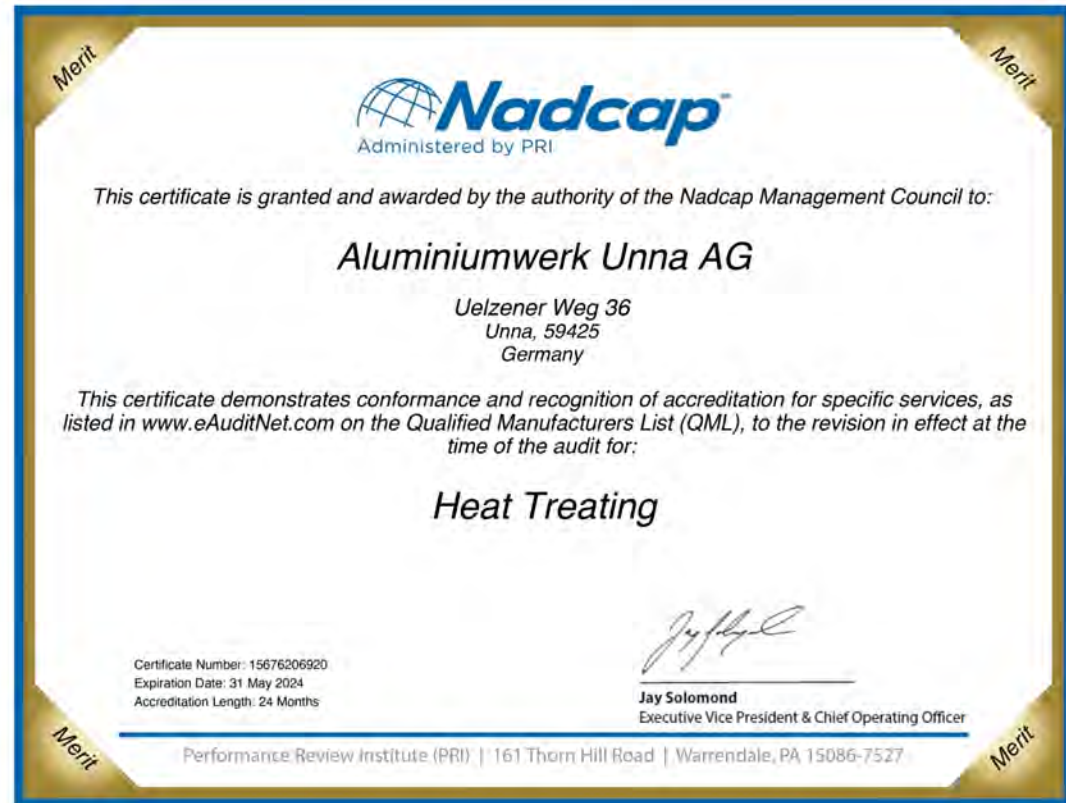 Merit
Merit
Nadcap™
Administered by PRI
This certificate is granted and awarded by the authority of the Nadcap Management Council to:
Aluminiumwerk Unna AG
Uelzener Weg 36
Unna, 59425
Germany
This certificate demonstrates conformance and recognition of accreditation for specific services, as
listed in www.eAuditNet.com on the Qualified Manufacturers List (QML), to the revision in effect at the
time of the audit for:
Heat Treating
Certificate Number: 15676206920
Expiration Date: 31 May 2024
Accreditation Length: 24 Months
Jay Solomond
Executive Vice President & Chief Operating Officer
Merit
Merit
Performance Review Institute (PRI) | 161 Thorn Hill Road | Warrendale, PA 15086-7527